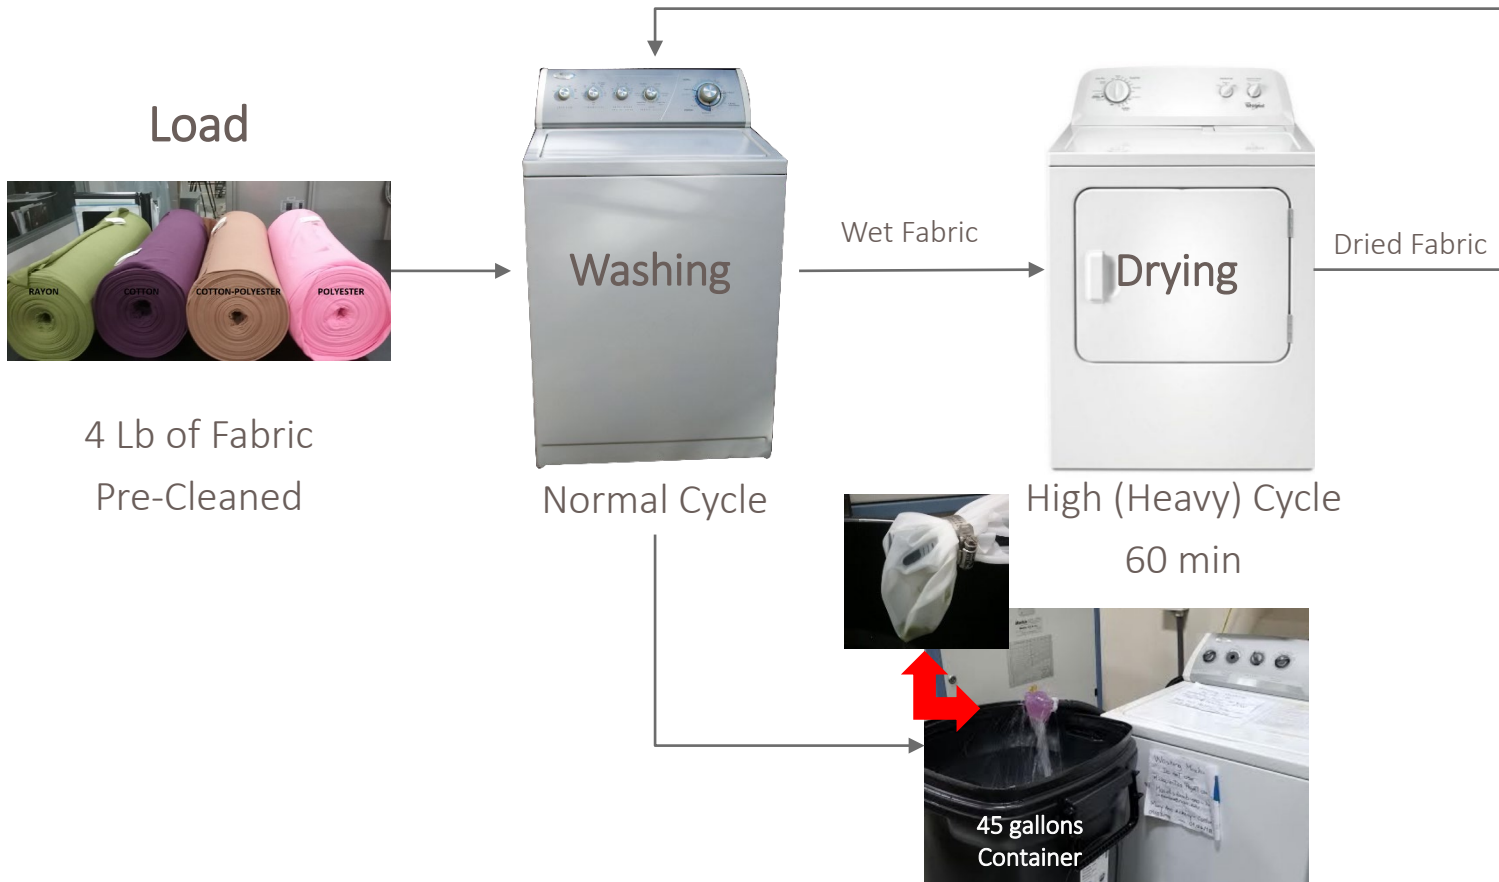 Load
RAYON
COTTON
COTTON-POLYESTER
POLYESTER
4 Lb of Fabric
Pre-Cleaned
Washing
Normal Cycle
Wet Fabric
Drying
High (Heavy) Cycle
60 min
Dried Fabric
45 gallons
Container